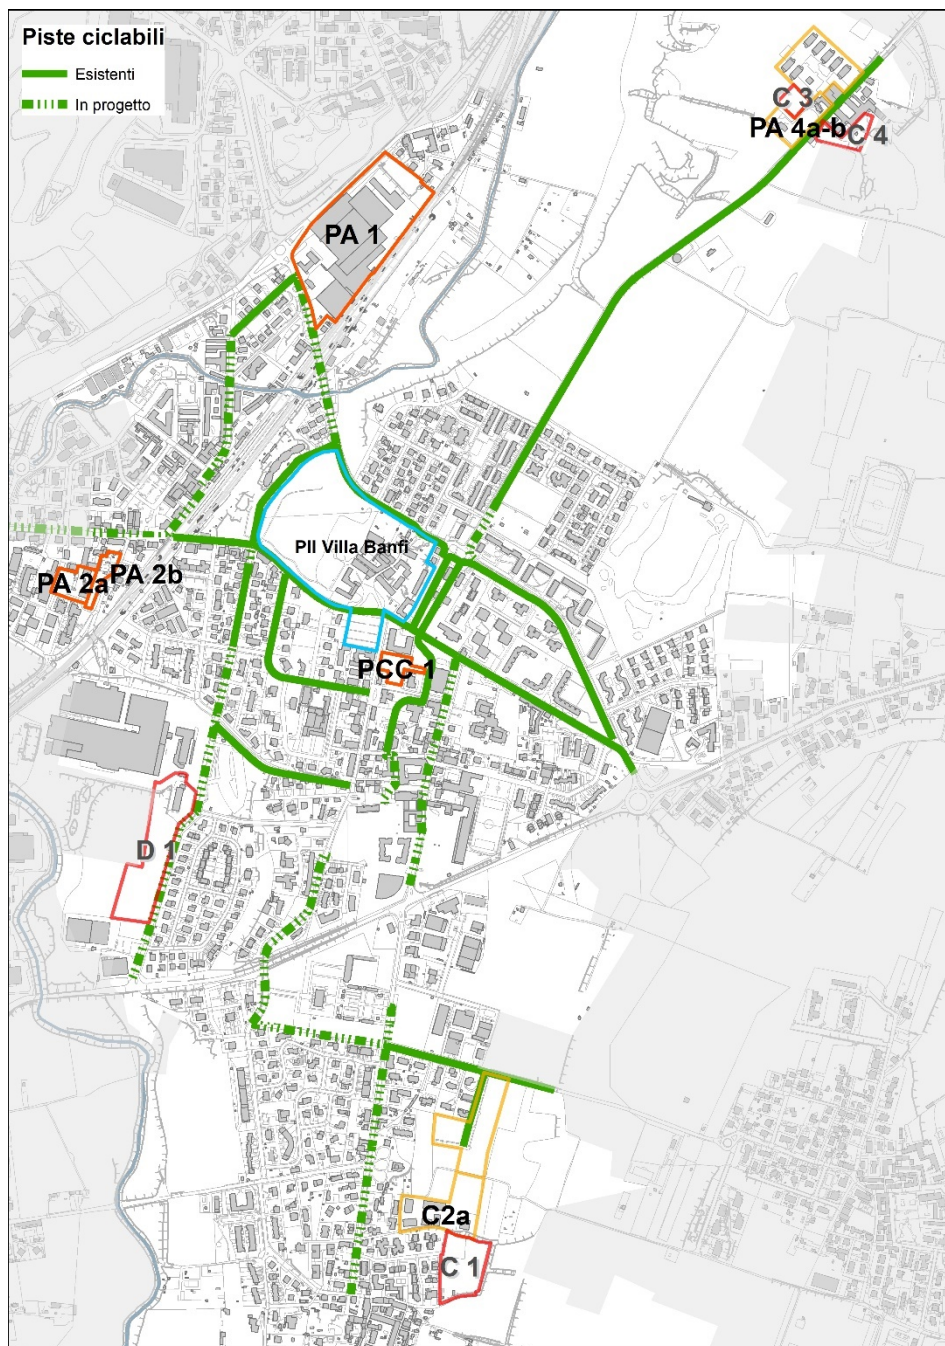 Piste ciclabili
Esistenti
In progetto
C 3
PA 4a-b
C 4
PA 1
PII Villa Banfi
PA 2a
PA 2b
PCC 1
D 1
C2a
C 1